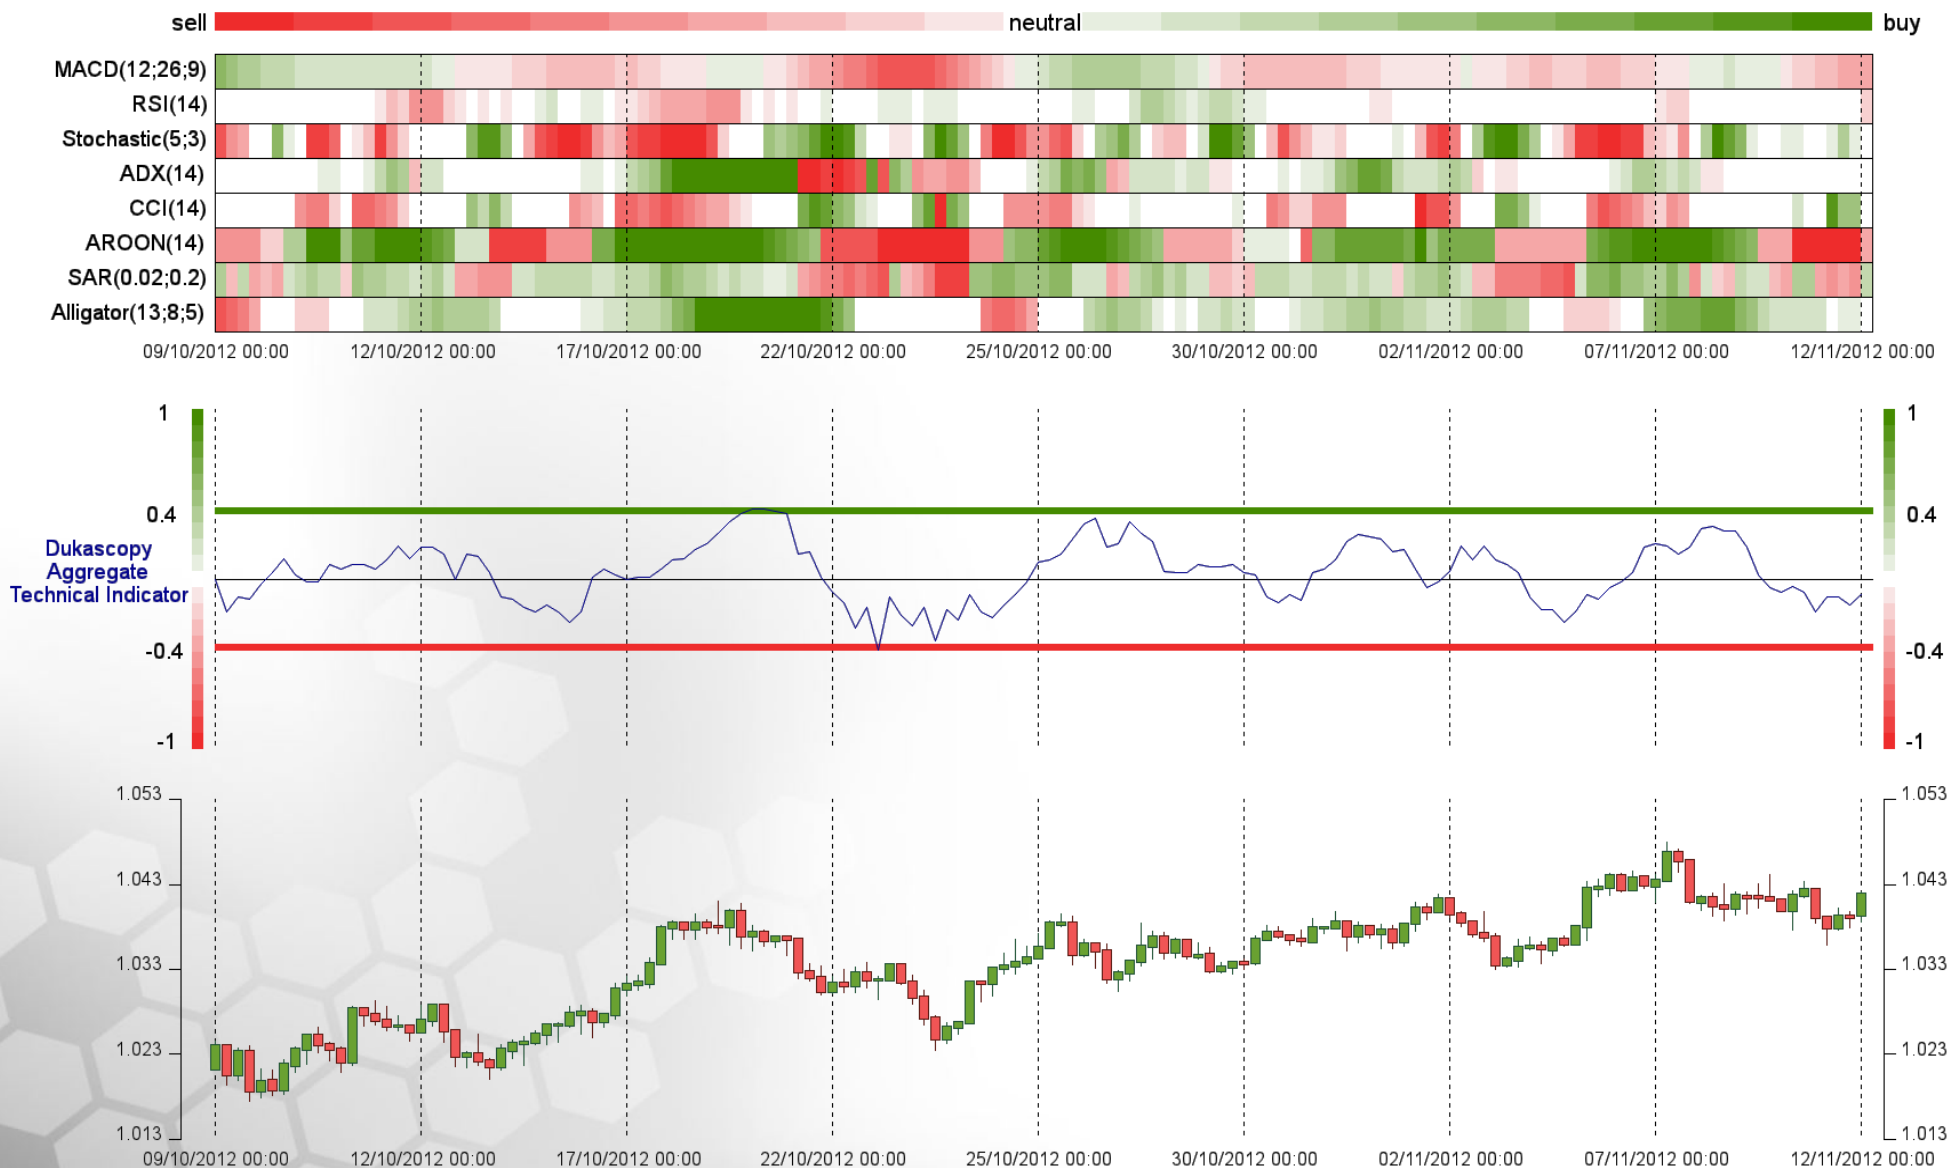 sell neutral buy
MACD(12;26;9)
RSI(14)
Stochastic(5;3)
ADX(14)
CCI(14)
AROON(14)
SAR(0.02;0.2)
Alligator(13;8;5)
09/10/2012 00:00 12/10/2012 00:00 17/10/2012 00:00 22/10/2012 00:00 25/10/2012 00:00 30/10/2012 00:00 02/11/2012 00:00 07/11/2012 00:00 12/11/2012 00:00
1 1
0.4 0.4
Dukascopy
Aggregate
Technical Indicator
-0.4 -0.4
-1 -1
1.053 1.053
1.043 1.043
1.033 1.033
1.023 1.023
1.013 1.013
09/10/2012 00:00 12/10/2012 00:00 17/10/2012 00:00 22/10/2012 00:00 25/10/2012 00:00 30/10/2012 00:00 02/11/2012 00:00 07/11/2012 00:00 12/11/2012 00:00